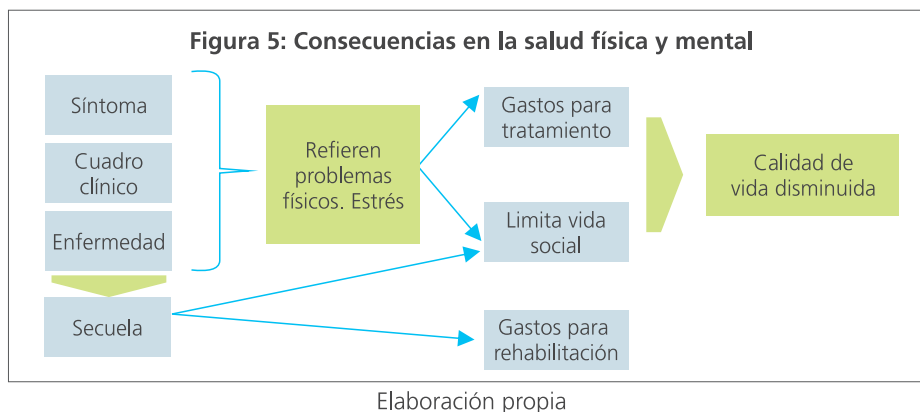 Figura 5: Consecuencias en la salud física y mental
Síntoma
Cuadro
clínico
Enfermedad
Secuela
Refieren
problemas
físicos. Estrés
Gastos para
tratamiento
Limita vida
social
Gastos para
rehabilitación
Calidad de
vida disminuida
Elaboración propia